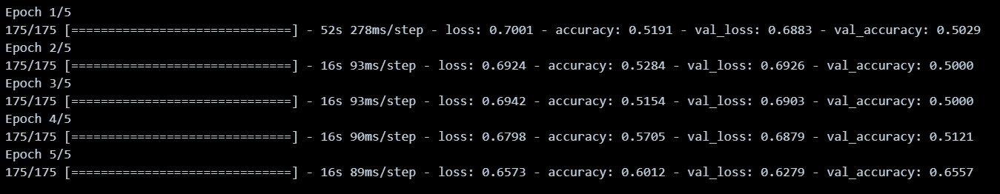 Epoch 1/5
175/175 [==============================] - 52s 278ms/step - loss: 0.7001 - accuracy: 0.5191 - val_loss: 0.6883 - val_accuracy: 0.5029
Epoch 2/5
175/175 [==============================] - 16s 93ms/step - loss: 0.6924 - accuracy: 0.5284 - val_loss: 0.6926 - val_accuracy: 0.5000
Epoch 3/5
175/175 [==============================] - 16s 93ms/step - loss: 0.6942 - accuracy: 0.5154 - val_loss: 0.6903 - val_accuracy: 0.5000
Epoch 4/5
175/175 [==============================] - 16s 90ms/step - loss: 0.6798 - accuracy: 0.5705 - val_loss: 0.6879 - val_accuracy: 0.5121
Epoch 5/5
175/175 [==============================] - 16s 89ms/step - loss: 0.6573 - accuracy: 0.6012 - val_loss: 0.6279 - val_accuracy: 0.6557